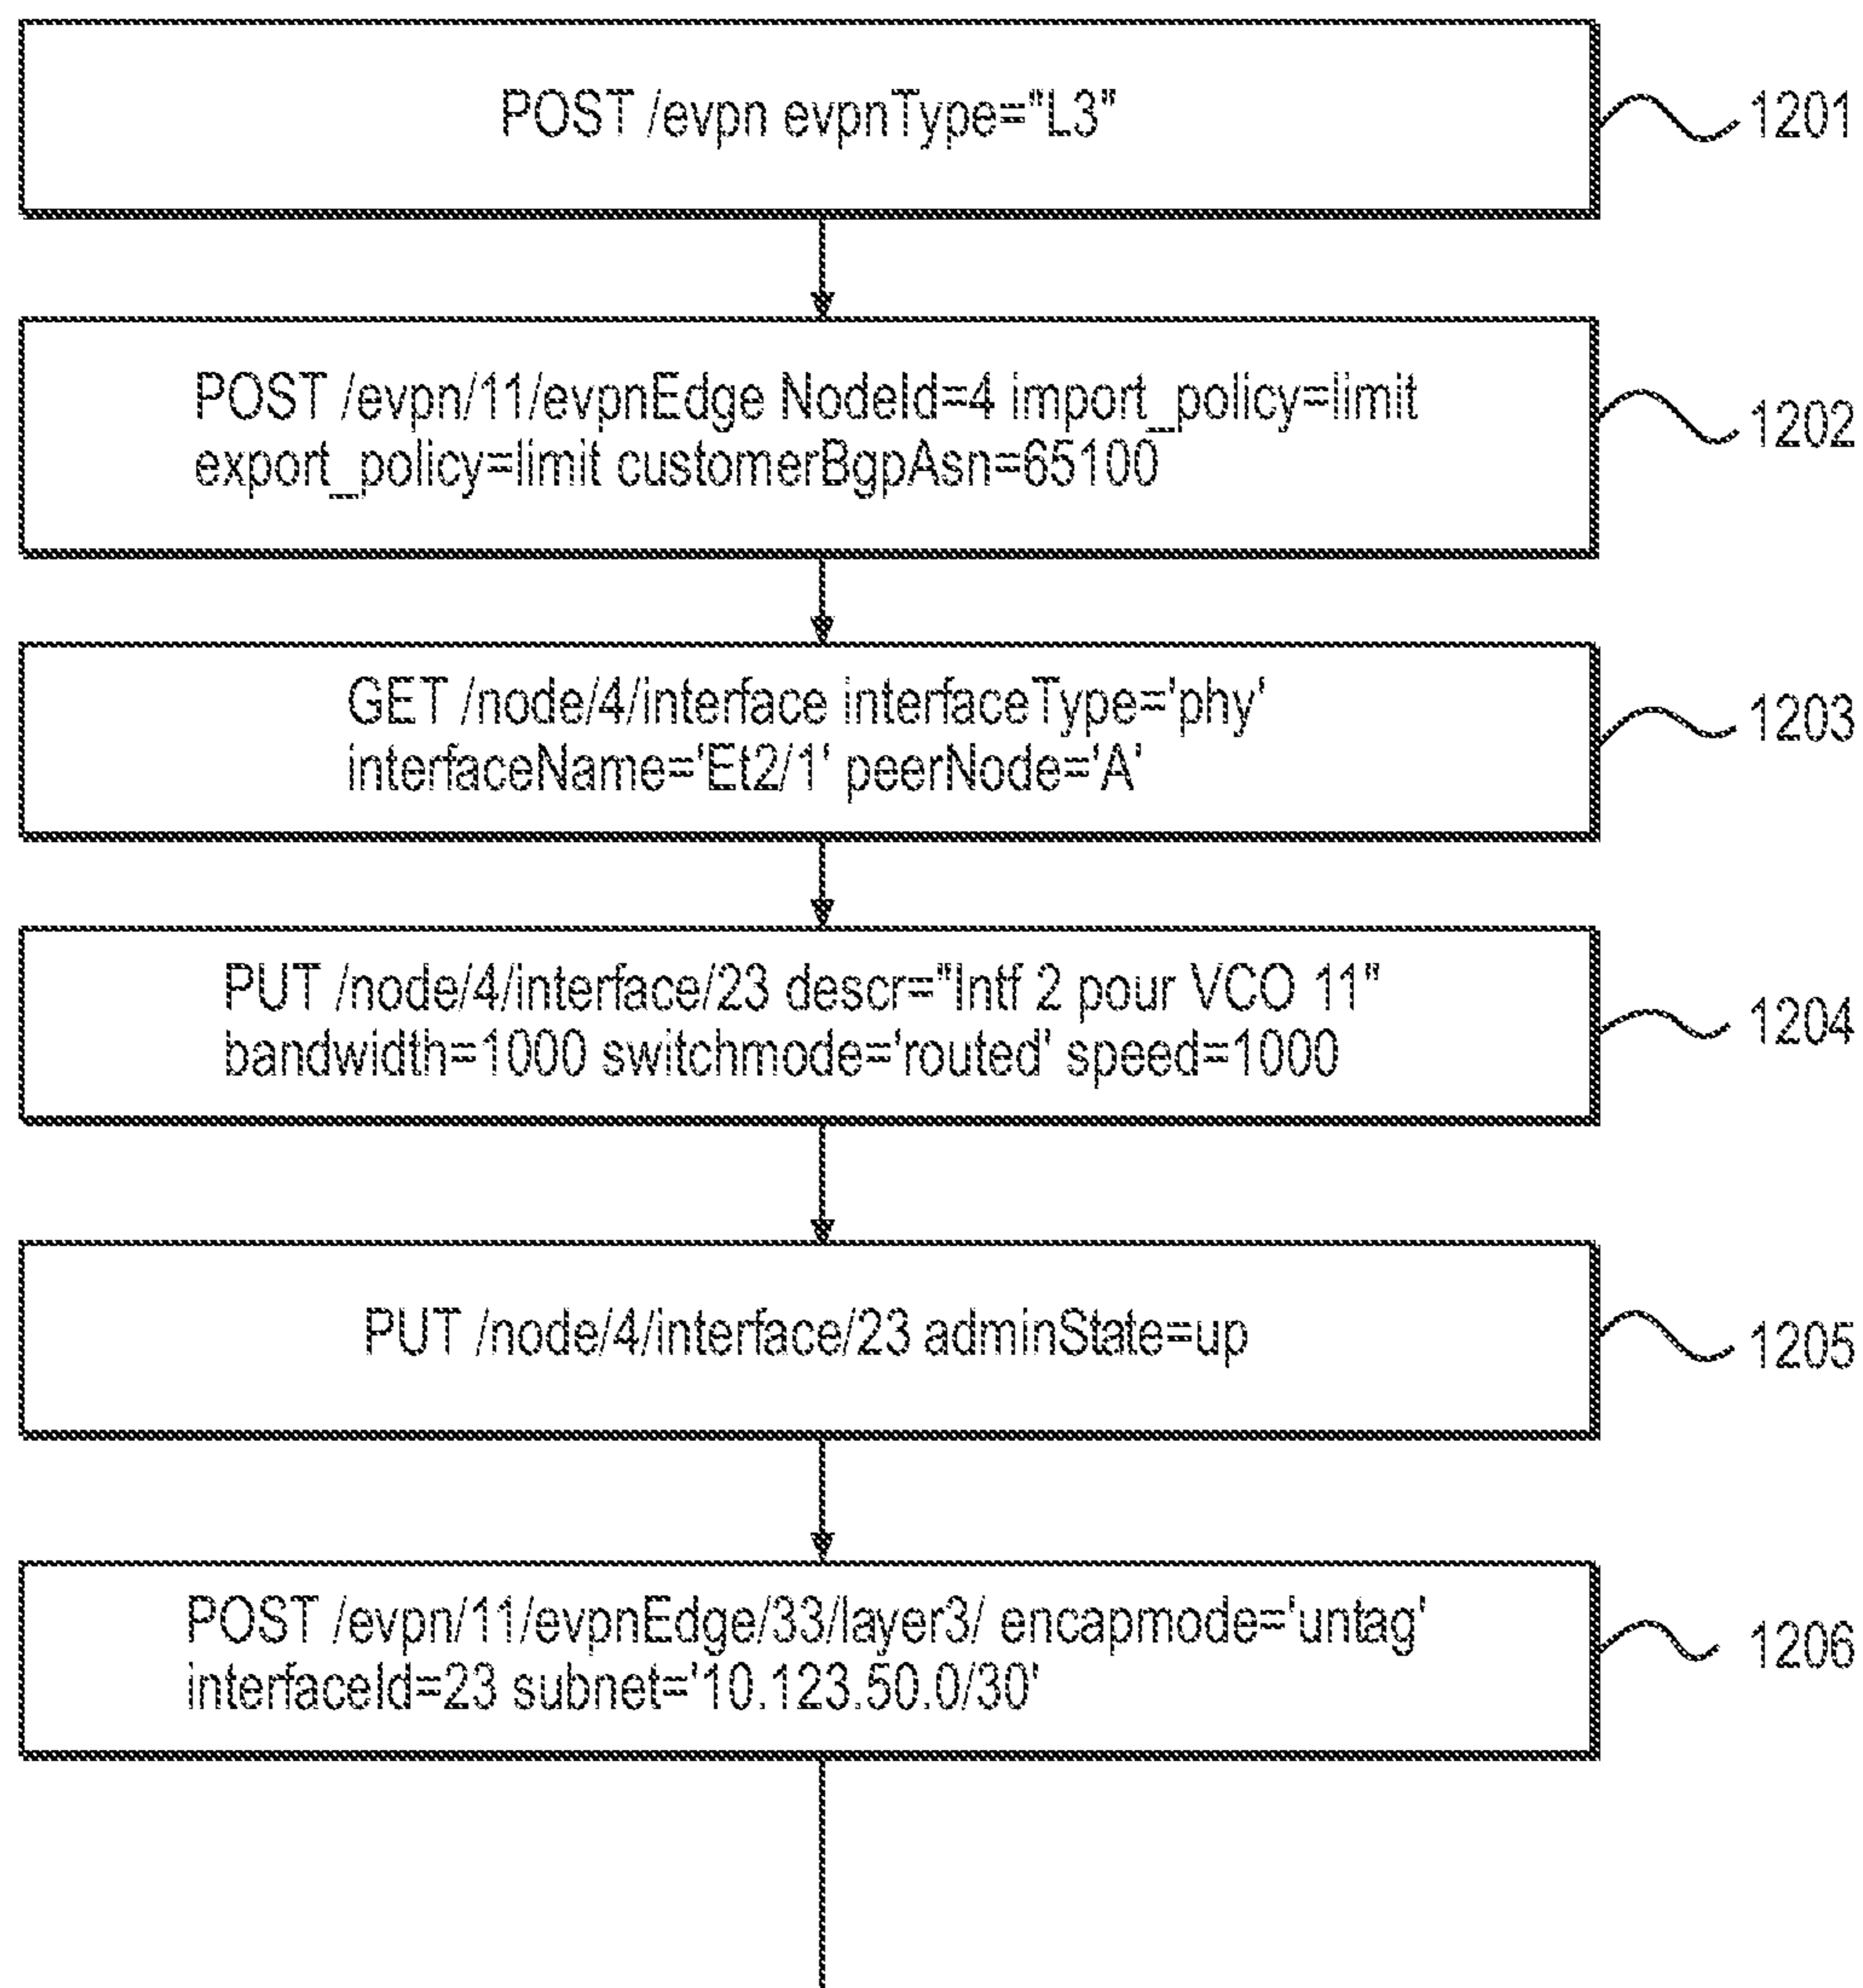 POST /evpn evpnType="L3"
1201
POST /evpn/11/evpnEdge NodeId=4 import_policy=limit
export_policy=limit customerBgpAsn=65100
1202
GET /node/4/interface interfaceType='phy'
interfaceName='Et2/1' peerNode='A'
1203
PUT /node/4/interface/23 descr="Intf 2 pour VCO 11"
bandwidth=1000 switchmode='routed' speed=1000
1204
PUT /node/4/interface/23 adminState=up
1205
POST /evpn/11/evpnEdge/33/layer3/ encapmode='untag'
interfaceId=23 subnet='10.123.50.0/30'
1206